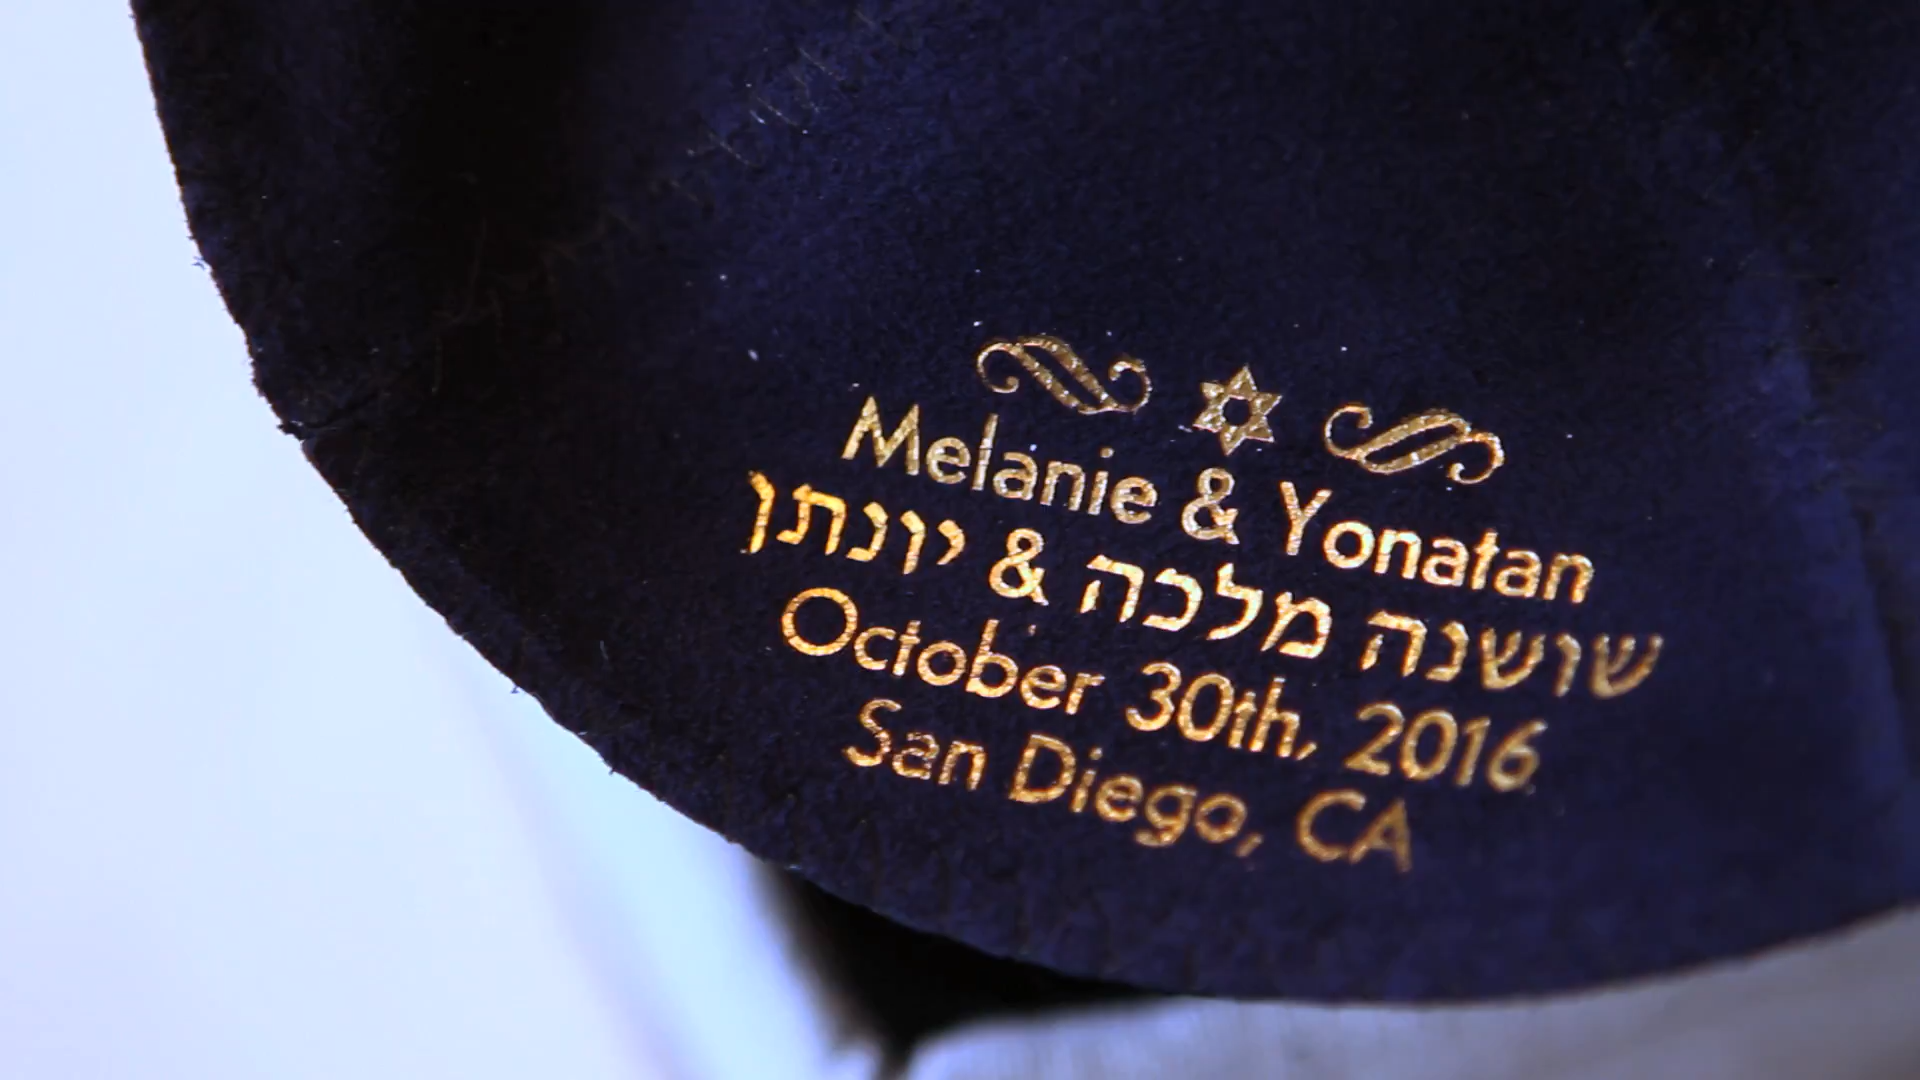 Melanie & Yonatan
שושנה מלכה & יונתן
October 30th, 2016
San Diego, CA